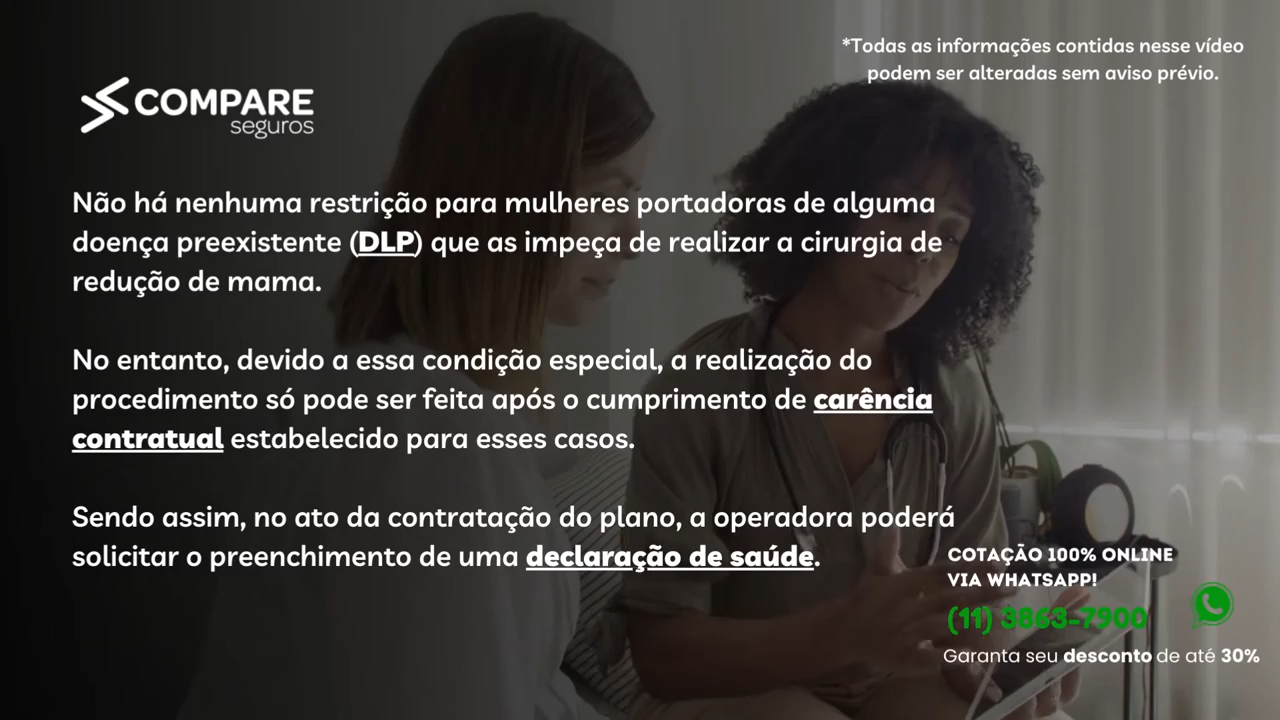 *Todas as informações contidas nesse vídeo
podem ser alteradas sem aviso prévio.
COMPARE
seguros
Não há nenhuma restrição para mulheres portadoras de alguma
doença preexistente (DLP) que as impeça de realizar a cirurgia de
redução de mama.
No entanto, devido a essa condição especial, a realização do
procedimento só pode ser feita após o cumprimento de carência
contratual estabelecido para esses casos.
Sendo assim, no ato da contratação do plano, a operadora poderá
solicitar o preenchimento de uma declaração de saúde.
COTAÇÃO 100% ONLINE
VIA WHATSAPP!
(11) 3863-7900
Garanta seu desconto de até 30%